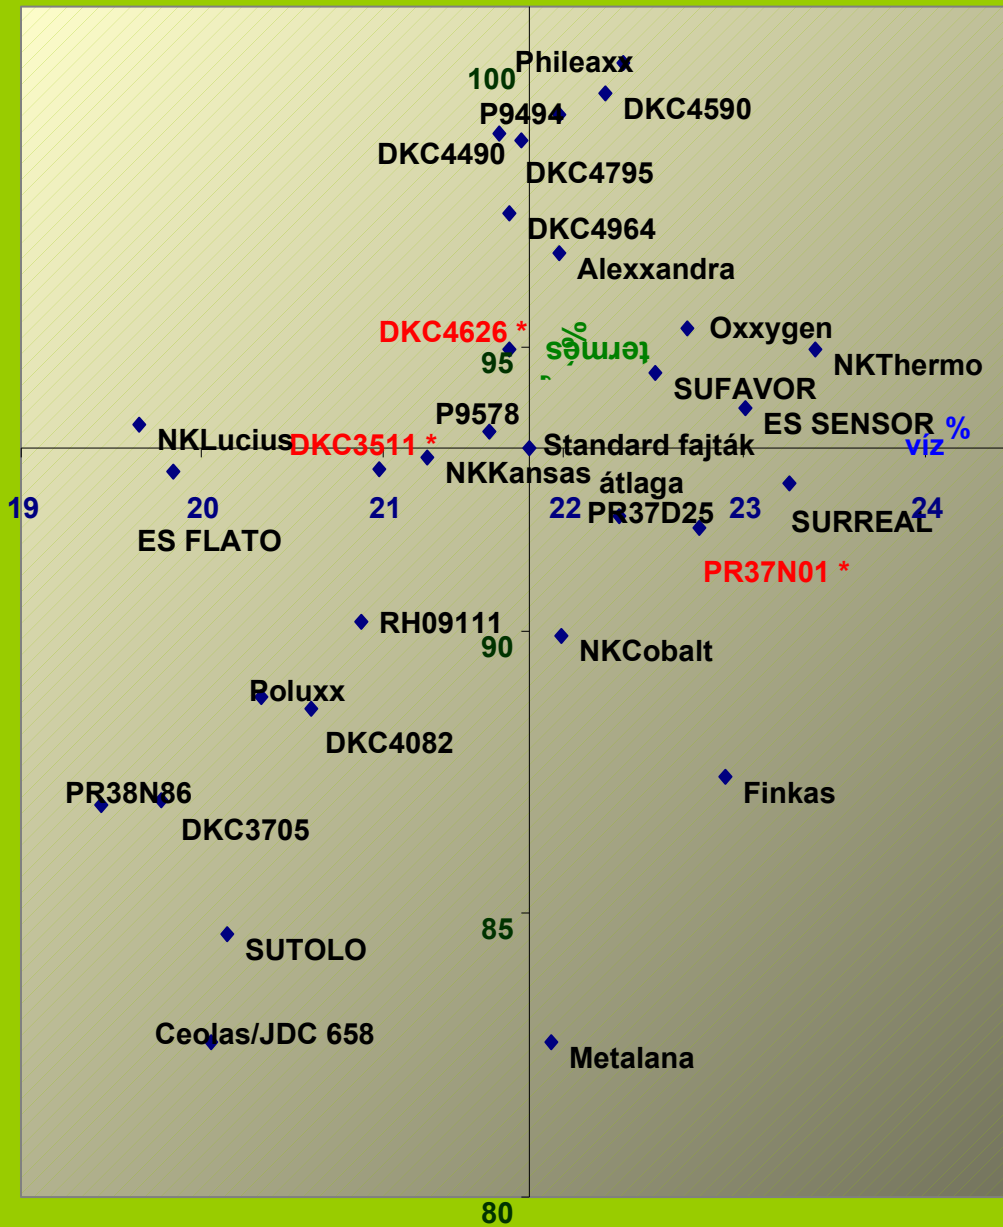 Phileaxx
100
P9494
DKC4590
DKC4490
DKC4795
DKC4964
Alexxandra
DKC4626 *
Oxxygen
95
termés %
NKThermo
SUFAVOR
P9578
ES SENSOR
NKLucius
DKC3511 *
Standard fajták
víz %
NKKansas
átlaga
19
20
21
22
PR37D25
23
SURREAL
24
ES FLATO
PR37N01 *
RH09111
90
NKCobalt
Poluxx
DKC4082
PR38N86
Finkas
DKC3705
85
SUTOLO
Ceolas/JDC 658
Metalana
80